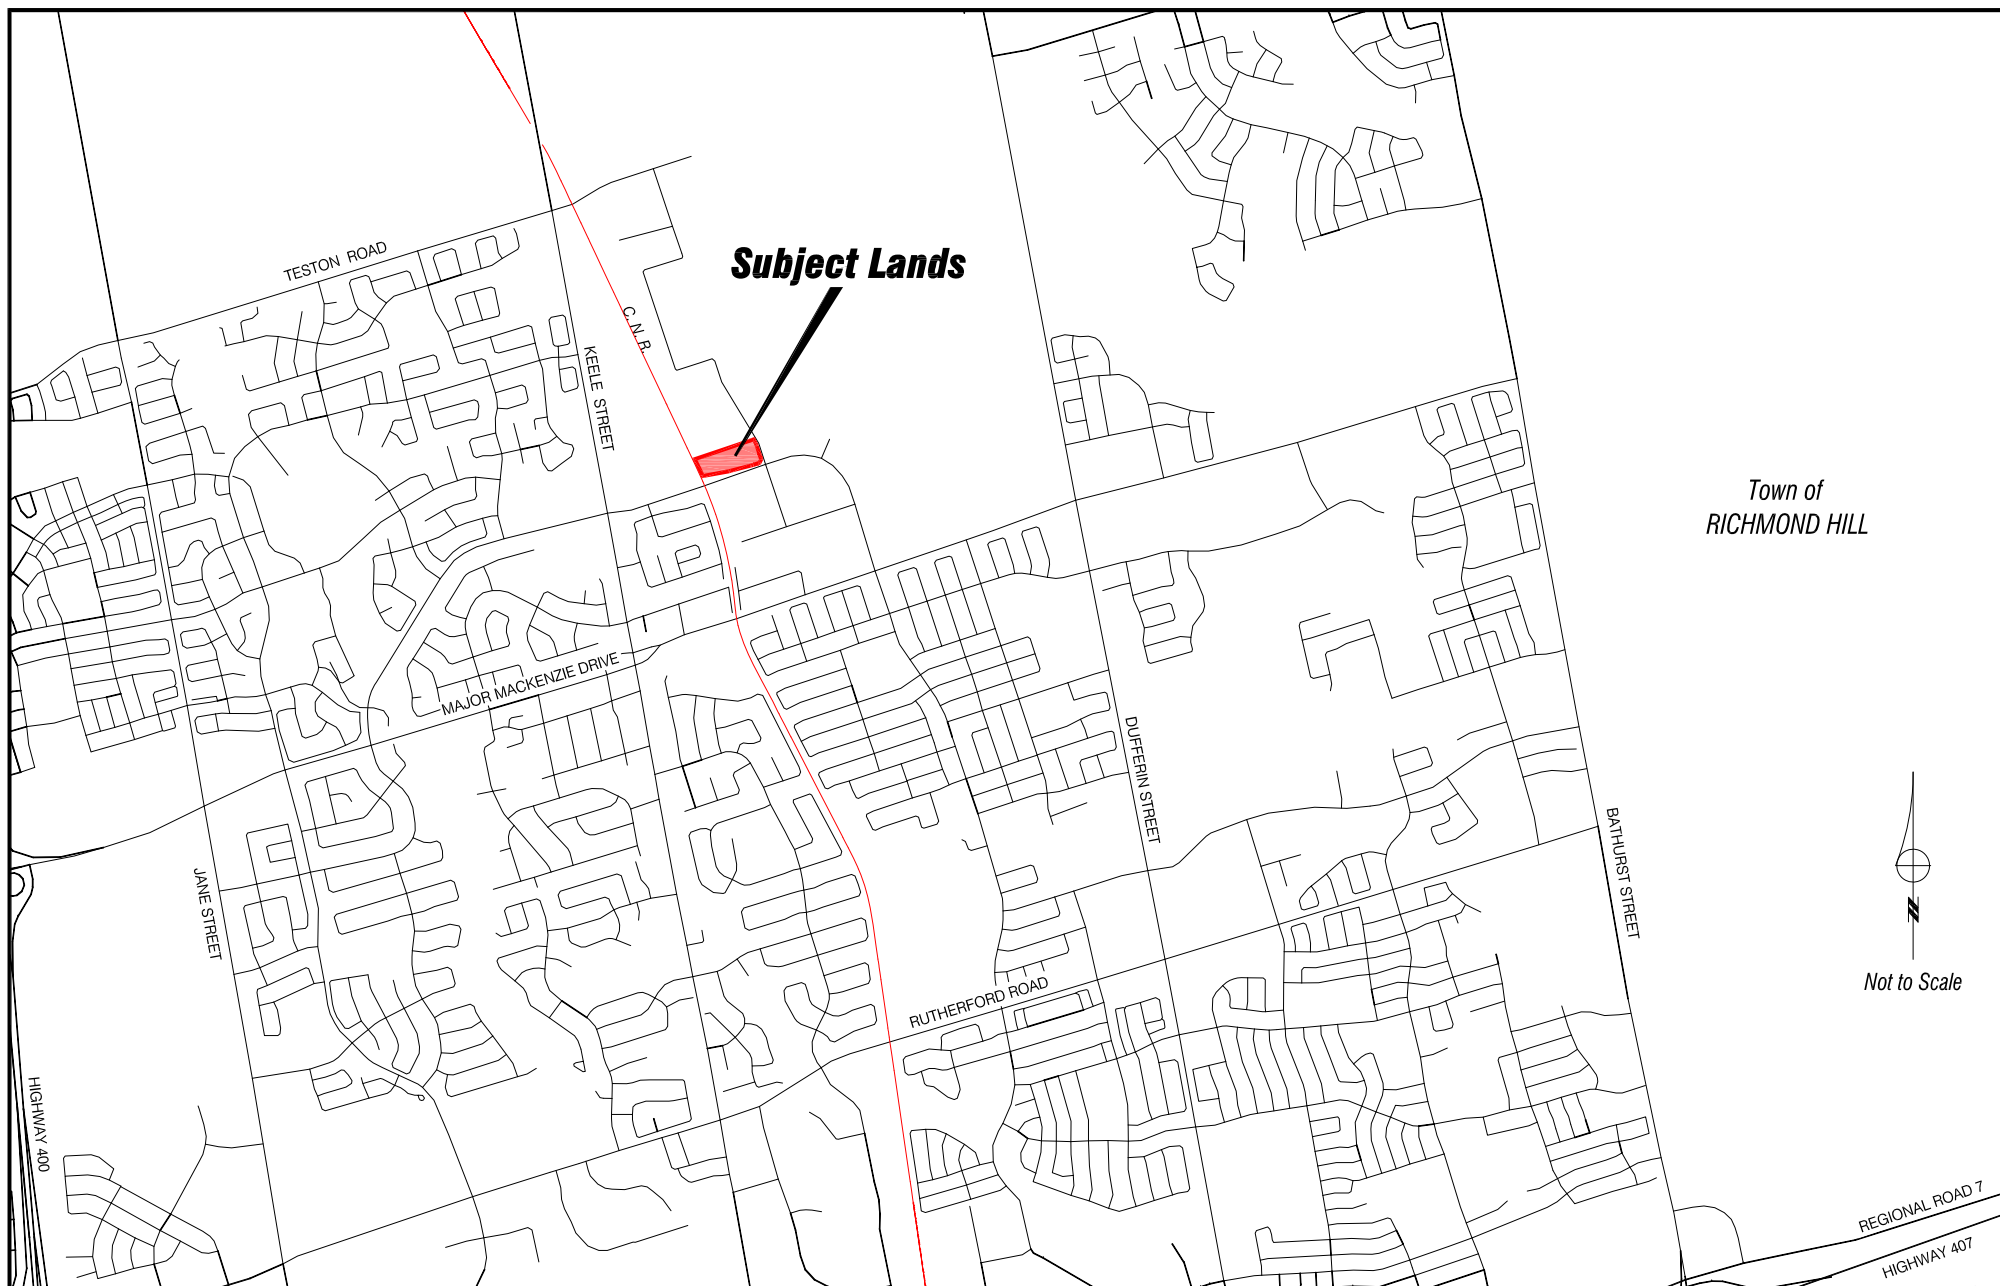 TESTON ROAD
Subject Lands
C. N. R.
KEELE STREET
Town of
RICHMOND HILL
MAJOR MACKENZIE DRIVE
DUFFERIN STREET
BATHURST STREET
JANE STREET
N
Not to Scale
RUTHERFORD ROAD
HIGHWAY 400
REGIONAL ROAD 7
HIGHWAY 407